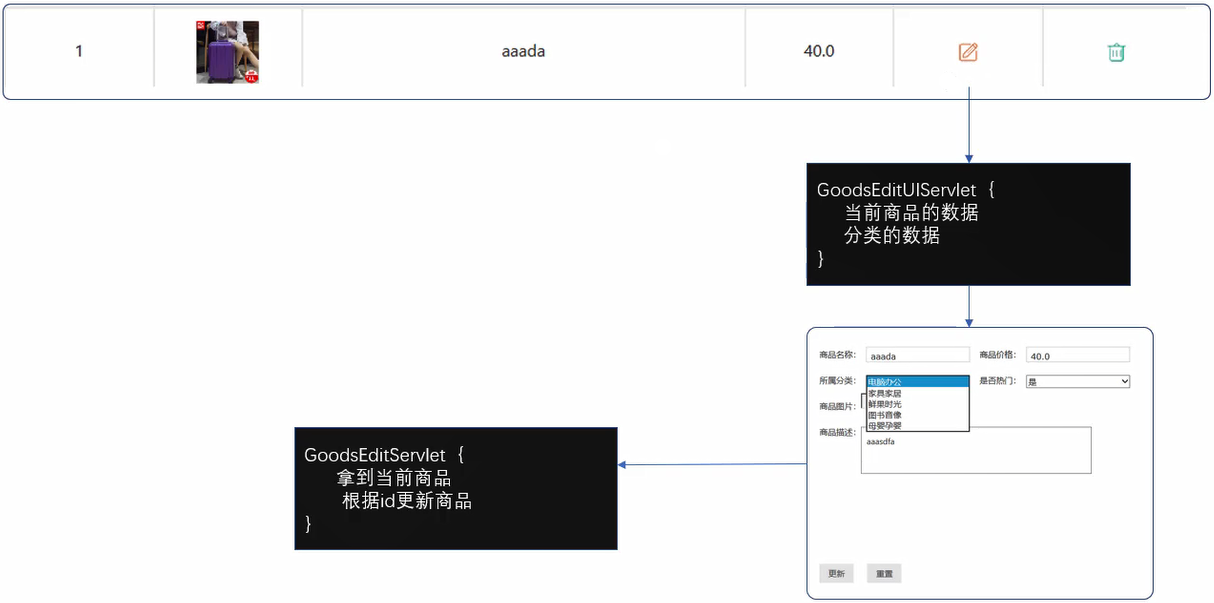 1
aaada
40.0
GoodsEditUIServlet {
当前商品的数据
分类的数据
}
商品名称: aaada 商品价格: 40.0
所属分类: 电脑办公 是否热门: 是
家具家居
商品图片: 鲜果时光
图书音像
母婴孕婴
商品描述:
aaasdfa
更新 重置
GoodsEditServlet {
拿到当前商品
根据id更新商品
}